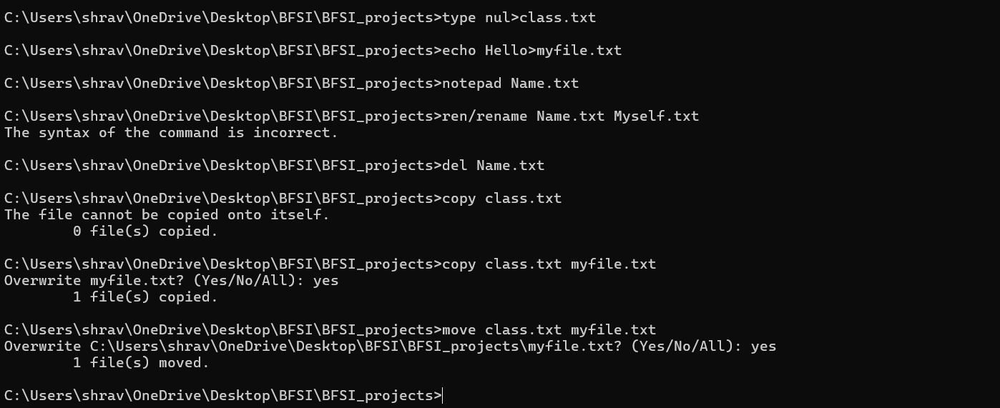 C:\Users\shrav\OneDrive\Desktop\BFSI\BFSI_projects>type nul>class.txt
C:\Users\shrav\OneDrive\Desktop\BFSI\BFSI_projects>echo Hello>myfile.txt
C:\Users\shrav\OneDrive\Desktop\BFSI\BFSI_projects>notepad Name.txt
C:\Users\shrav\OneDrive\Desktop\BFSI\BFSI_projects>ren/rename Name.txt Myself.txt
The syntax of the command is incorrect.
C:\Users\shrav\OneDrive\Desktop\BFSI\BFSI_projects>del Name.txt
C:\Users\shrav\OneDrive\Desktop\BFSI\BFSI_projects>copy class.txt
The file cannot be copied onto itself.
        0 file(s) copied.
C:\Users\shrav\OneDrive\Desktop\BFSI\BFSI_projects>copy class.txt myfile.txt
Overwrite myfile.txt? (Yes/No/All): yes
        1 file(s) copied.
C:\Users\shrav\OneDrive\Desktop\BFSI\BFSI_projects>move class.txt myfile.txt
Overwrite C:\Users\shrav\OneDrive\Desktop\BFSI\BFSI_projects\myfile.txt? (Yes/No/All): yes
        1 file(s) moved.
C:\Users\shrav\OneDrive\Desktop\BFSI\BFSI_projects>